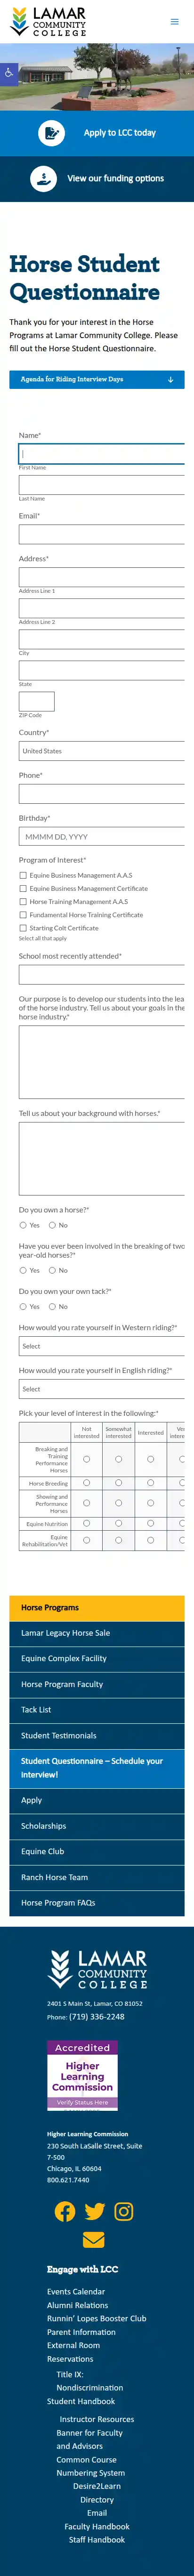 LAMAR
COMMUNITY
COLLEGE
Apply to LCC today
View our funding options
Horse Student
Questionnaire
Thank you for your interest in the Horse
Programs at Lamar Community College. Please
fill out the Horse Student Questionnaire.
Agenda for Riding Interview Days
Name*
First Name
Last Name
Email*
Address*
Address Line 1
Address Line 2
City
State
ZIP Code
Country*
United States
Phone*
Birthday*
MMMM DD, YYYY
Program of Interest*
Equine Business Management A.A.S
Equine Business Management Certificate
Horse Training Management A.A.S
Fundamental Horse Training Certificate
Starting Colt Certificate
Select all that apply
School most recently attended*
Our purpose is to develop our students into the lea
of the horse industry. Tell us about your goals in the
horse industry.*
Tell us about your background with horses.*
Do you own a horse?*
Yes No
Have you ever been involved in the breaking of two
year-old horses?*
Yes No
Do you own your own tack?*
Yes No
How would you rate yourself in Western riding?*
Select
How would you rate yourself in English riding?*
Select
Pick your level of interest in the following:*
Not interested Somewhat interested Interested Ve intere
Breaking and
Training
Performance
Horses
Horse Breeding
Showing and
Performance
Horses
Equine Nutrition
Equine
Rehabilitation/Vet
Horse Programs
Lamar Legacy Horse Sale
Equine Complex Facility
Horse Program Faculty
Tack List
Student Testimonials
Student Questionnaire – Schedule your
interview!
Apply
Scholarships
Equine Club
Ranch Horse Team
Horse Program FAQs
LAMAR
COMMUNITY
COLLEGE
2401 S Main St, Lamar, CO 81052
Phone: (719) 336-2248
Accredited
Higher
Learning
Commission
Verify Status Here
Higher Learning Commission
230 South LaSalle Street, Suite
7-500
Chicago, IL 60604
800.621.7440
Engage with LCC
Events Calendar
Alumni Relations
Runnin' Lopes Booster Club
Parent Information
External Room
Reservations
Title IX:
Nondiscrimination
Student Handbook
Instructor Resources
Banner for Faculty
and Advisors
Common Course
Numbering System
Desire2Learn
Directory
Email
Faculty Handbook
Staff Handbook